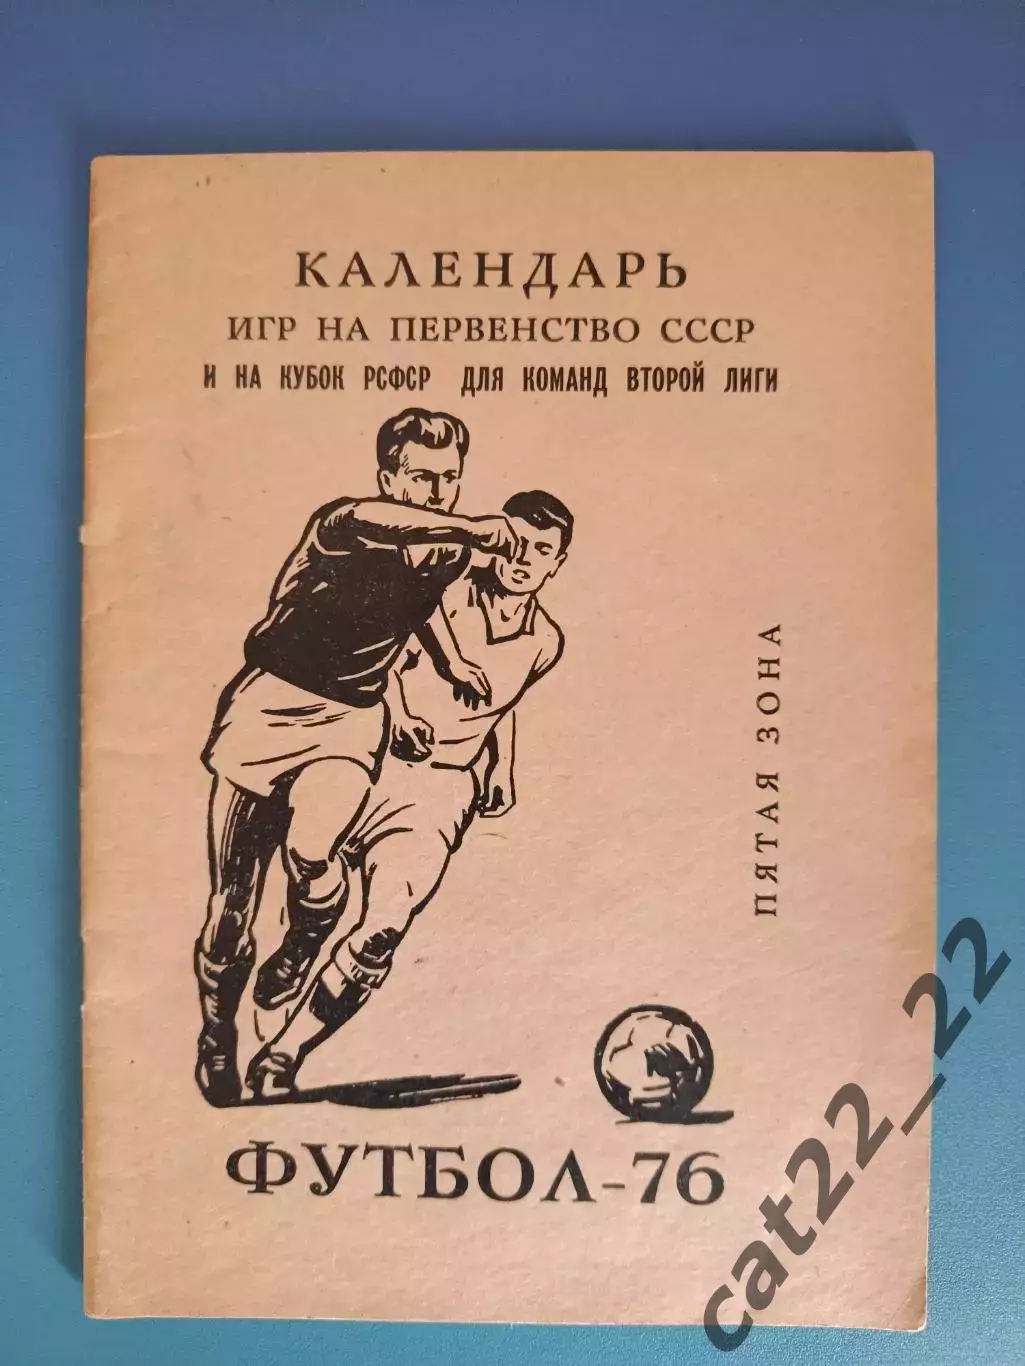 КАЛЕНДАРЬ
ИГР НА ПЕРВЕНСТВО СССР
И НА КУБОК РСФСР ДЛЯ КОМАНД ВТОРОЙ ЛИГИ
ПЯТАЯ ЗОНА
ФУТБОЛ-76
cat22_22